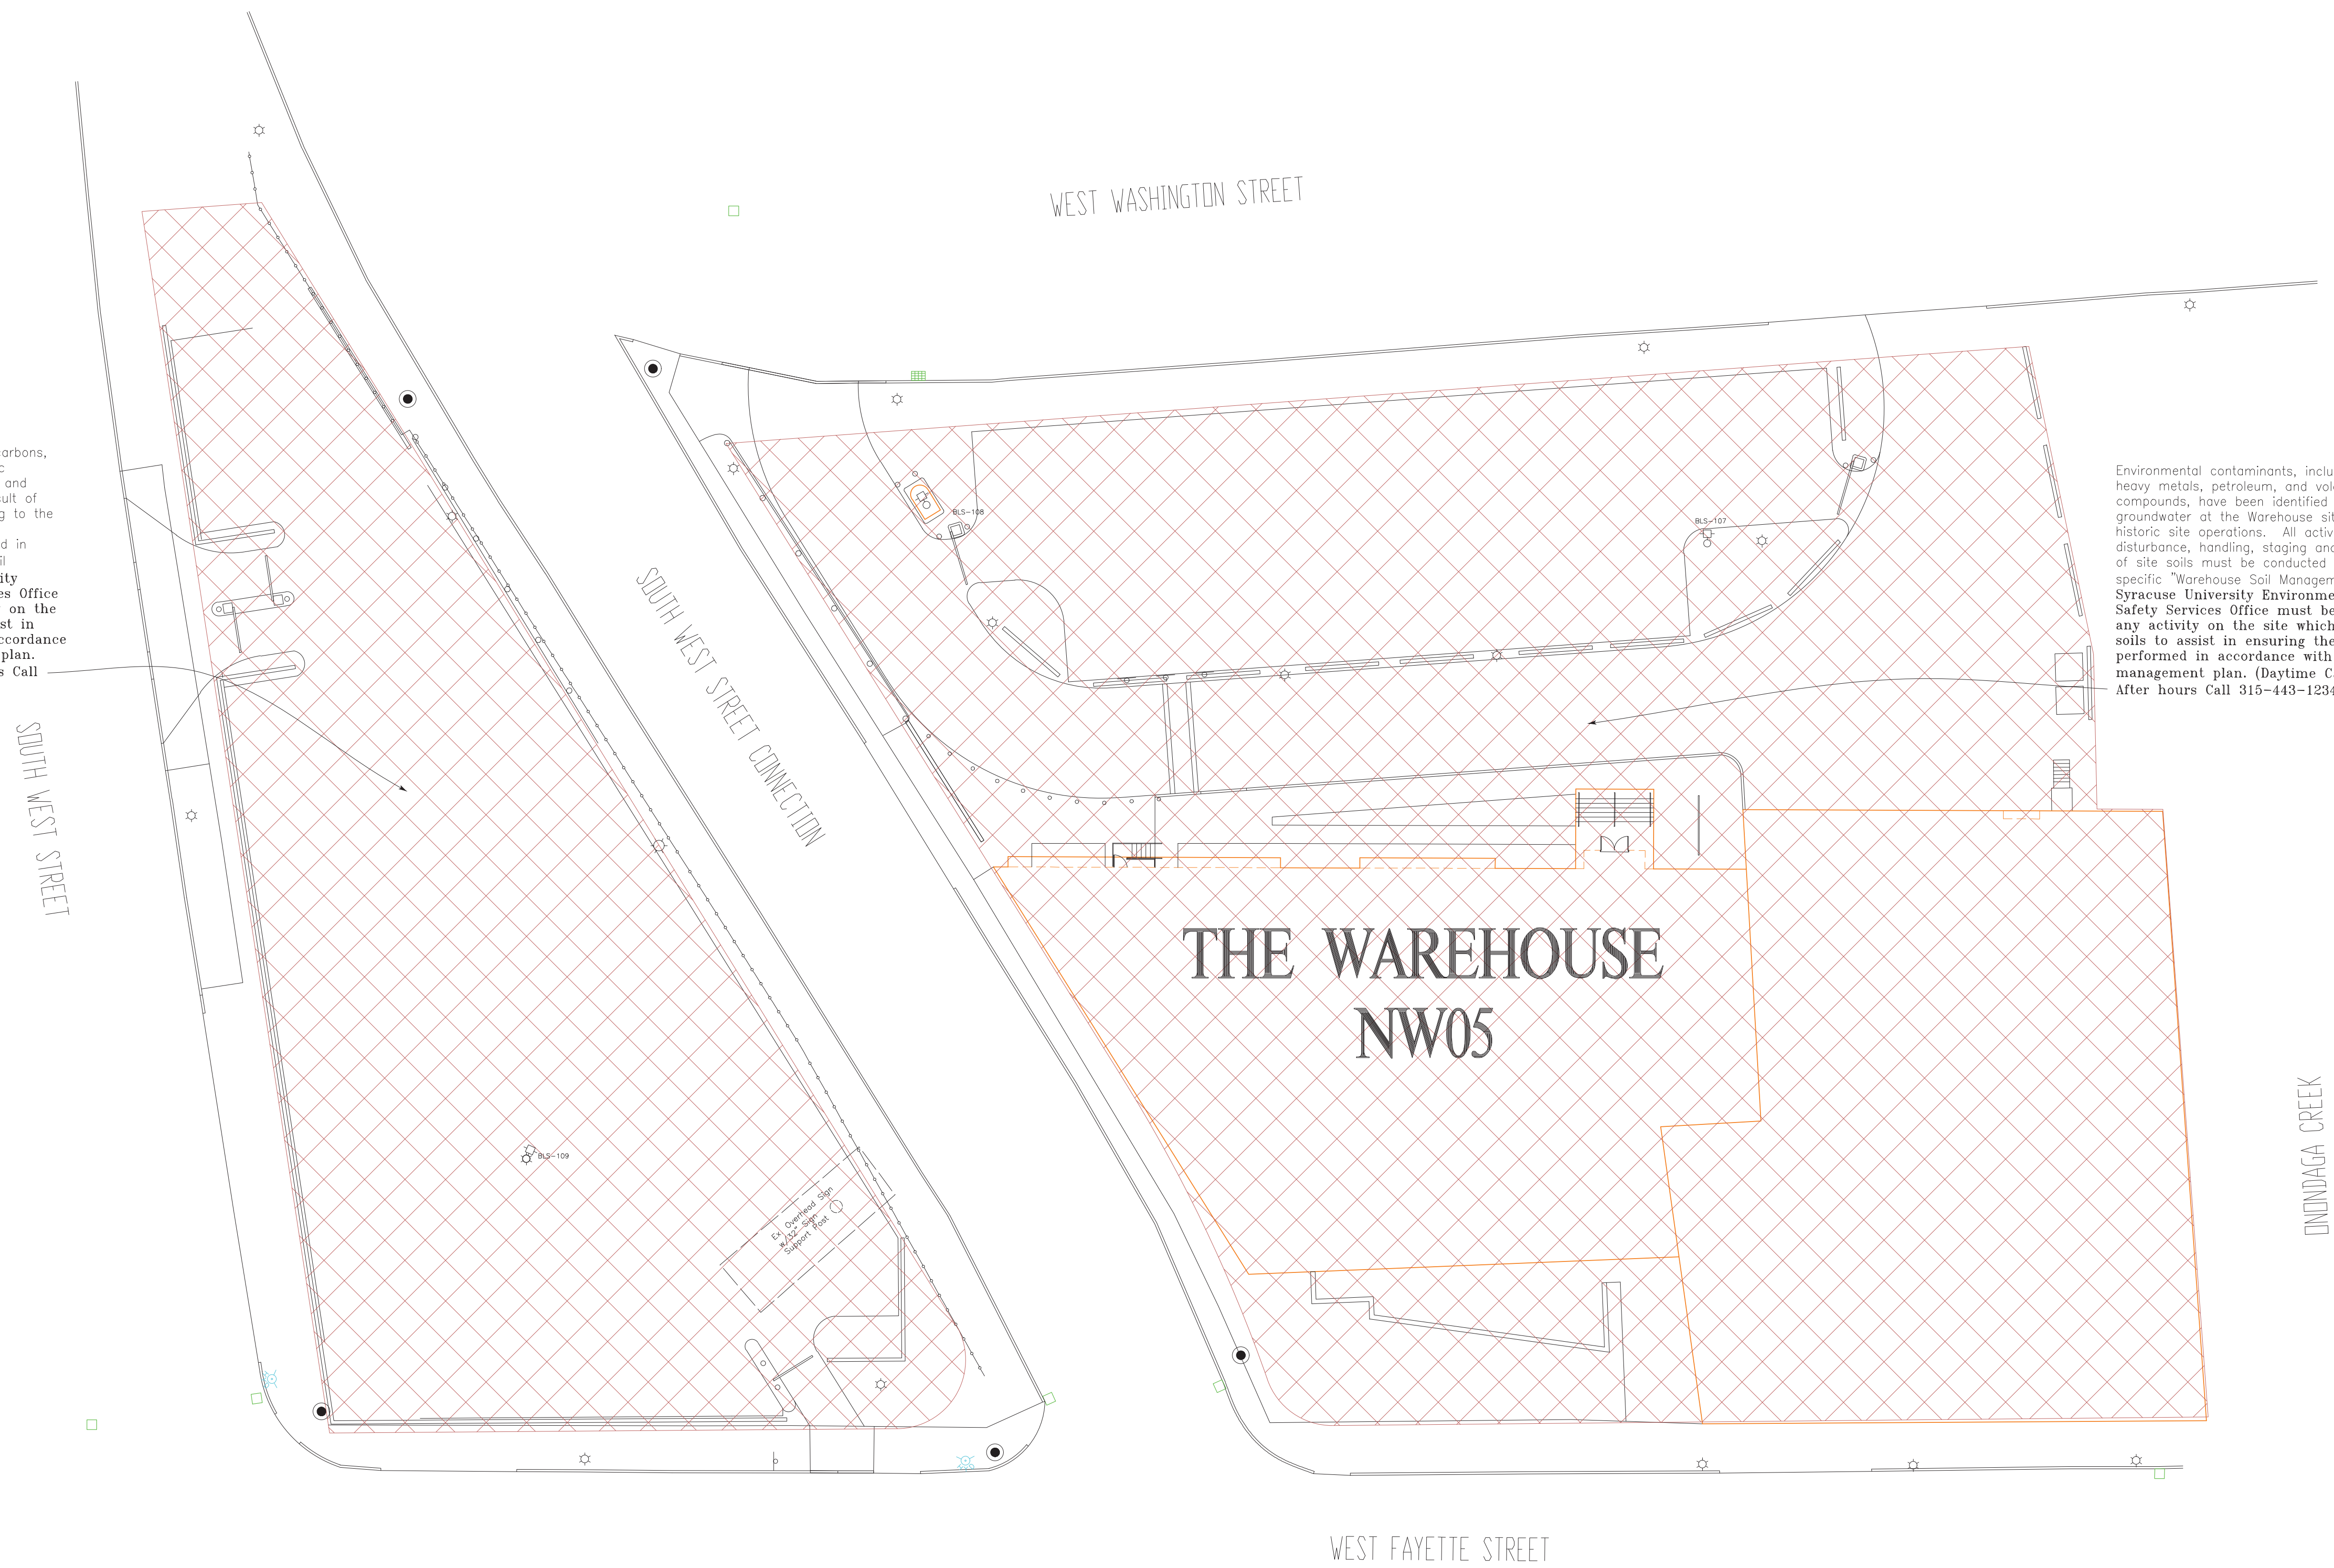 WEST WASHINGTON STREET
arbons,
c
and
cult of
g to the
d in
il
ity
es Office
on the
st in
ccordance
plan.
s Call
Environmental contaminants, inclu
heavy metals, petroleum, and vol
compounds, have been identified
groundwater at the Warehouse sit
historic site operations. All activ
disturbance, handling, staging and
of site soils must be conducted
specific "Warehouse Soil Managem
Syracuse University Environme
Safety Services Office must be
any activity on the site which
soils to assist in ensuring the
performed in accordance with
management plan. (Daytime C
After hours Call 315-443-1234
BLS-108
BLS-107
SOUTH WEST STREET CONNECTION
SOUTH WEST STREET
THE WAREHOUSE
NW05
BLS-109
Ex. Overhead Sign
w/32" Sign
Support Post
ONONDAGA CREEK
WEST FAYETTE STREET